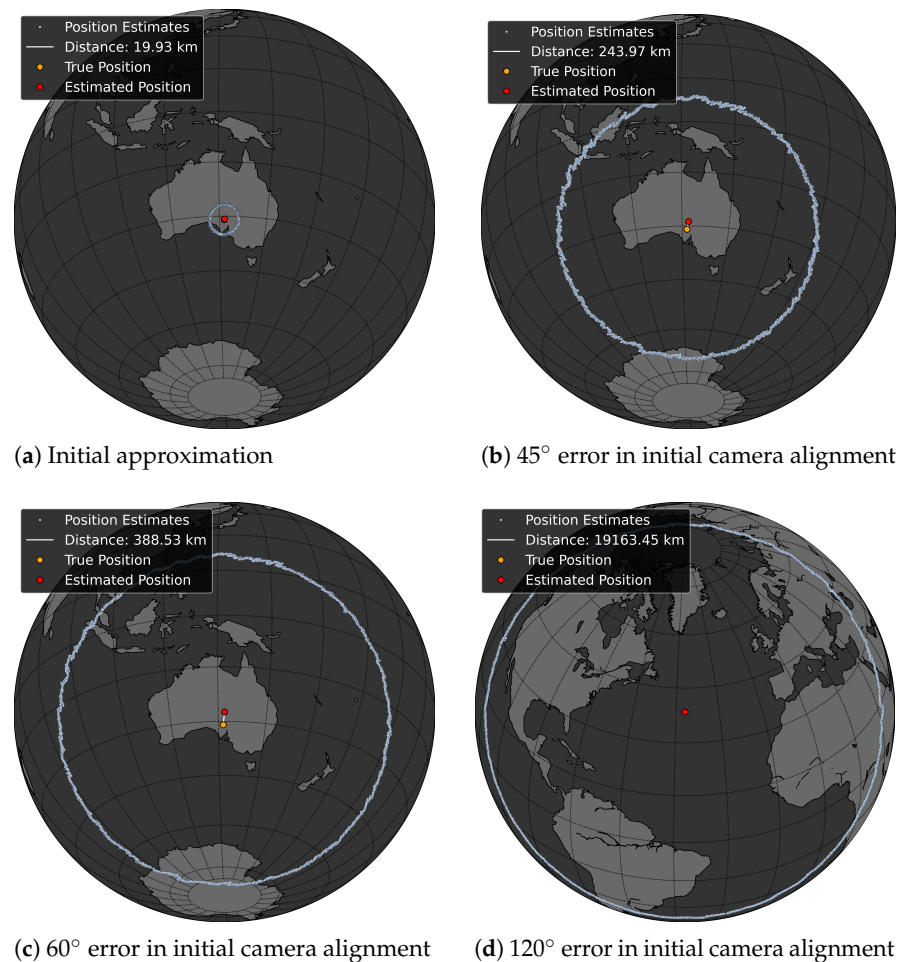 Position Estimates
Distance: 19.93 km
True Position
Estimated Position
Position Estimates
Distance: 243.97 km
True Position
Estimated Position
(a) Initial approximation
(b) 45° error in initial camera alignment
Position Estimates
Distance: 388.53 km
True Position
Estimated Position
Position Estimates
Distance: 19163.45 km
True Position
Estimated Position
(c) 60° error in initial camera alignment
(d) 120° error in initial camera alignment